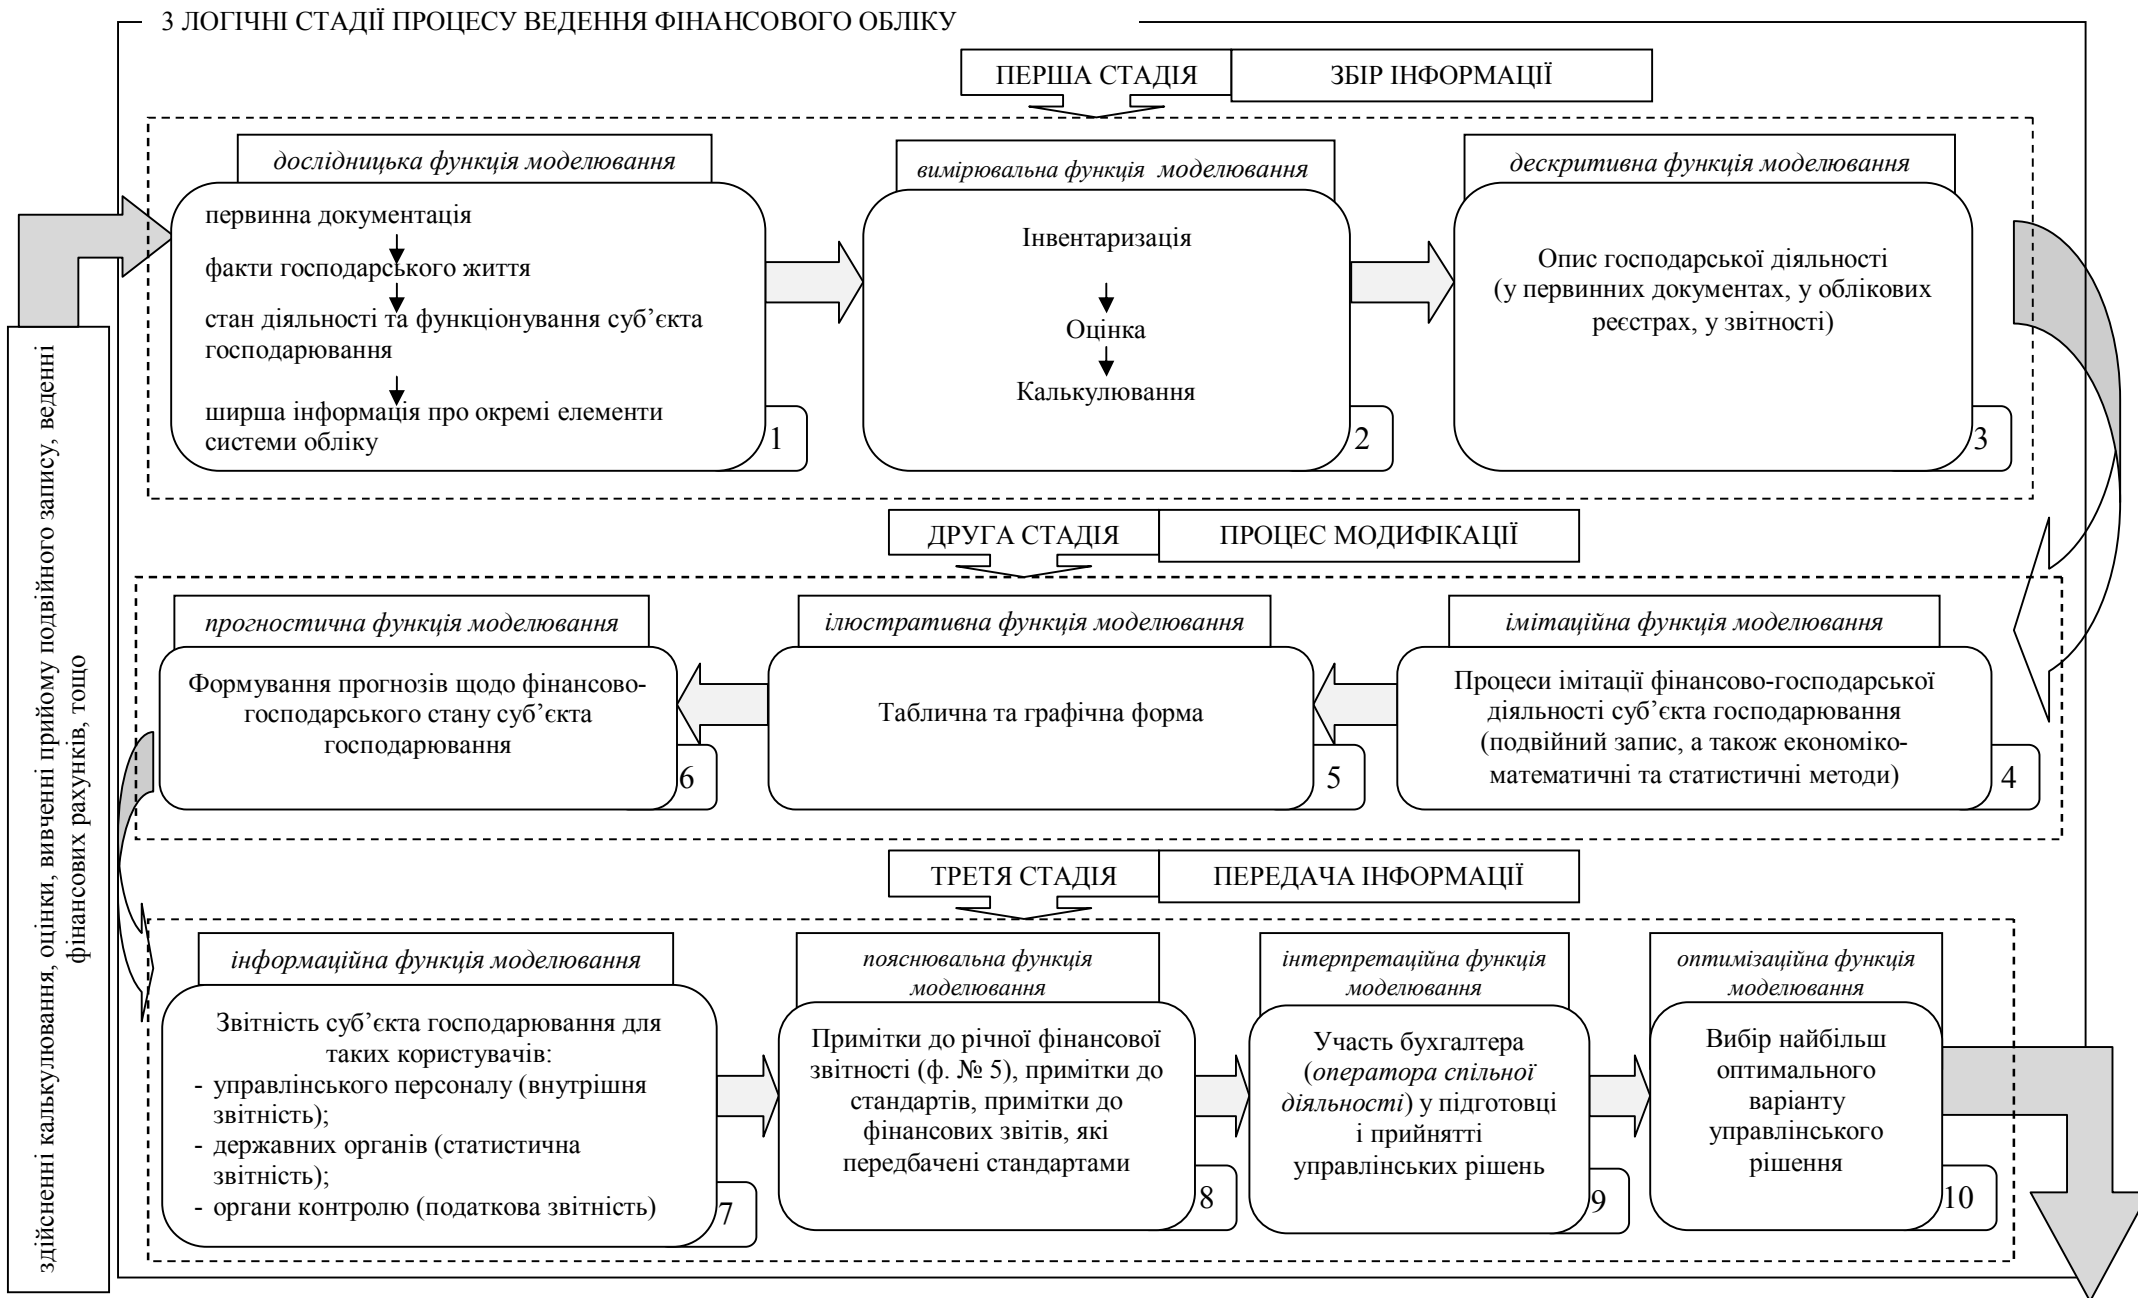 3 ЛОГІЧНІ СТАДІЇ ПРОЦЕСУ ВЕДЕННЯ ФІНАНСОВОГО ОБЛІКУ
ПЕРША СТАДІЯ
ЗБІР ІНФОРМАЦІЇ
дослідницька функція моделювання
первинна документація
факти господарського життя
стан діяльності та функціонування суб’єкта
господарювання
ширша інформація про окремі елементи
системи обліку
1
вимірювальна функція моделювання
Інвентаризація
Оцінка
Калькулювання
2
дескритивна функція моделювання
Опис господарської діяльності
(у первинних документах, у облікових
реєстрах, у звітності)
3
здійсненні калькулювання, оцінки, вивченні прийому подвійного запису, веденні
фінансових рахунків, тощо
ДРУГА СТАДІЯ
ПРОЦЕС МОДИФІКАЦІЇ
прогностична функція моделювання
Формування прогнозів щодо фінансово-
господарського стану суб’єкта
господарювання
6
ілюстративна функція моделювання
Таблична та графічна форма
5
імітаційна функція моделювання
Процеси імітації фінансово-господарської
діяльності суб’єкта господарювання
(подвійний запис, а також економіко-
математичні та статистичні методи)
4
ТРЕТЯ СТАДІЯ
ПЕРЕДАЧА ІНФОРМАЦІЇ
інформаційна функція моделювання
Звітність суб’єкта господарювання для
таких користувачів:
- управлінського персоналу (внутрішня
звітність);
- державних органів (статистична
звітність);
- органи контролю (податкова звітність)
7
пояснювальна функція
моделювання
Примітки до річної фінансової
звітності (ф. № 5), примітки до
стандартів, примітки до
фінансових звітів, які
передбачені стандартами
8
інтерпретаційна функція
моделювання
Участь бухгалтера
(оператора спільної
діяльності) у підготовці
і прийнятті
управлінських рішень
9
оптимізаційна функція
моделювання
Вибір найбільш
оптимального
варіанту
управлінського
рішення
10